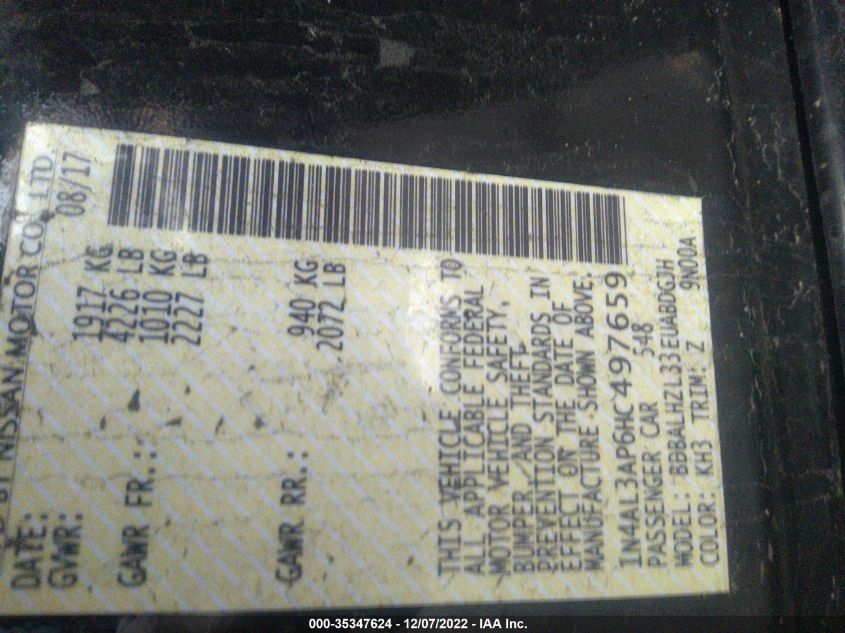 D BY NISSAN MOTOR CO., LTD.
DATE: 08/17
GVWR: 1917 KG
4226 LB
GAWR FR.: 1010 KG
2227 LB
GAWR RR.: 940 KG
2072 LB
THIS VEHICLE CONFORMS TO
ALL APPLICABLE FEDERAL
MOTOR VEHICLE SAFETY,
BUMPER AND THEFT
PREVENTION STANDARDS IN
EFFECT ON THE DATE OF
MANUFACTURE SHOWN ABOVE.
1N4AL3AP6HC497659
PASSENGER CAR 548
MODEL: BDBALHZL33EUABDGJH
COLOR: KH3 TRIM: Z 9N00A
000-35347624 - 12/07/2022 - IAA Inc.